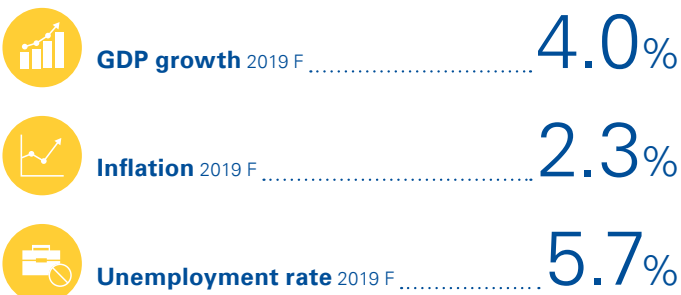 GDP growth 2019 F 4.0%
Inflation 2019 F 2.3%
Unemployment rate 2019 F 5.7%